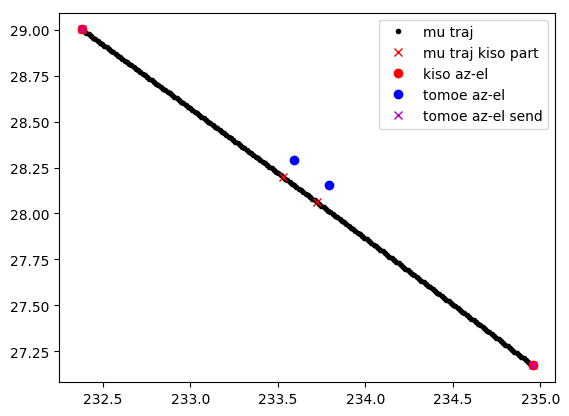 29.00
28.75
28.50
28.25
28.00
27.75
27.50
27.25
232.5 233.0 233.5 234.0 234.5 235.0
mu traj
mu traj kiso part
kiso az-el
tomoe az-el
tomoe az-el send